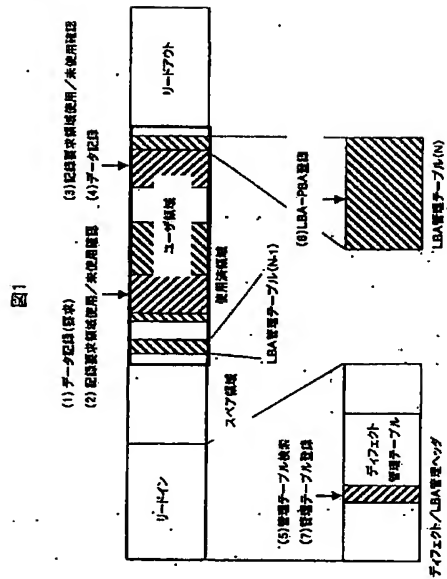 図1
(1) データ記録(要求)
(2) 記録要求領域使用/未使用確認
(3)記録要求領域使用/未使用確認
(4)データ記録
リードイン
スペア領域
ユーザ領域
リードアウト
使用済領域
LBA管理テーブル(N-1)
(5)管理テーブル検索
(7)管理テーブル登録
(6)LBA-PBA登録
ディフェクト
管理テーブル
ディフェクト/LBA管理ヘッダ
LBA管理テーブル(N)